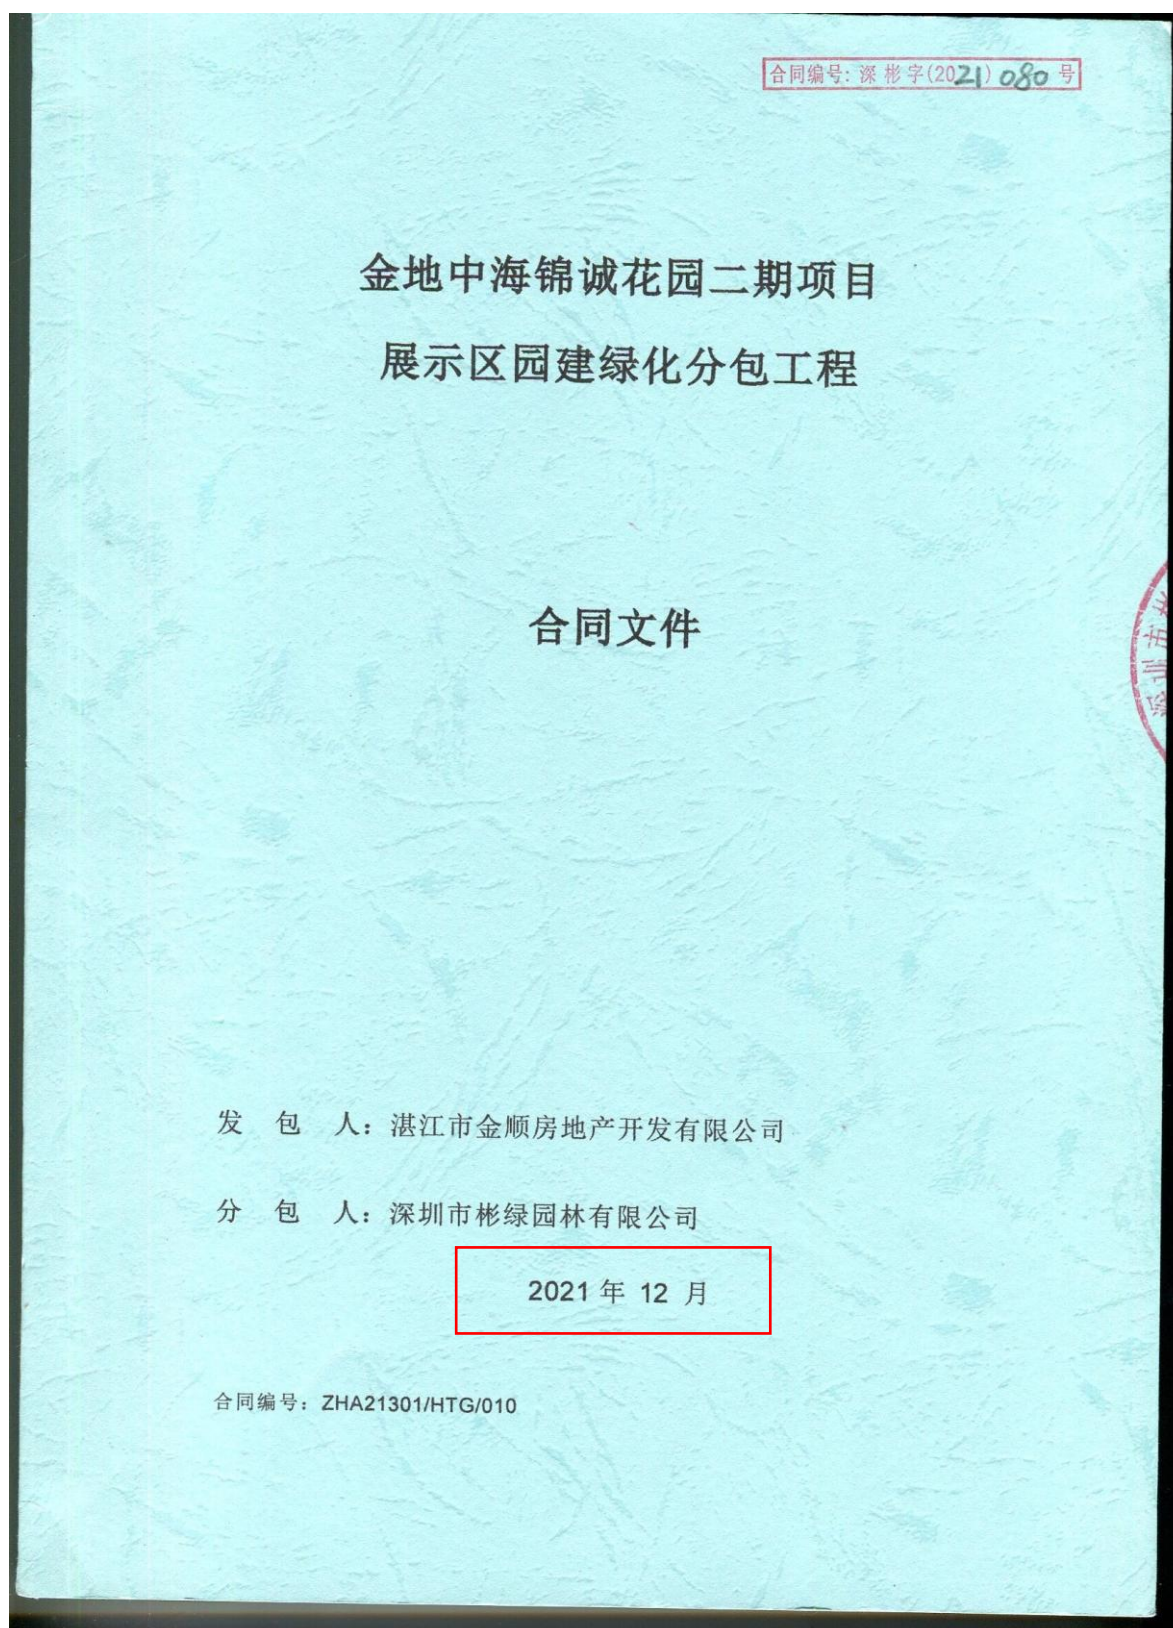 合同编号: 深彬字(2021) 080 号
金地中海锦诚花园二期项目
展示区园建绿化分包工程
合同文件
深圳市彬
发 包 人：湛江市金顺房地产开发有限公司
分 包 人：深圳市彬绿园林有限公司
2021 年 12 月
合同编号：ZHA21301/HTG/010